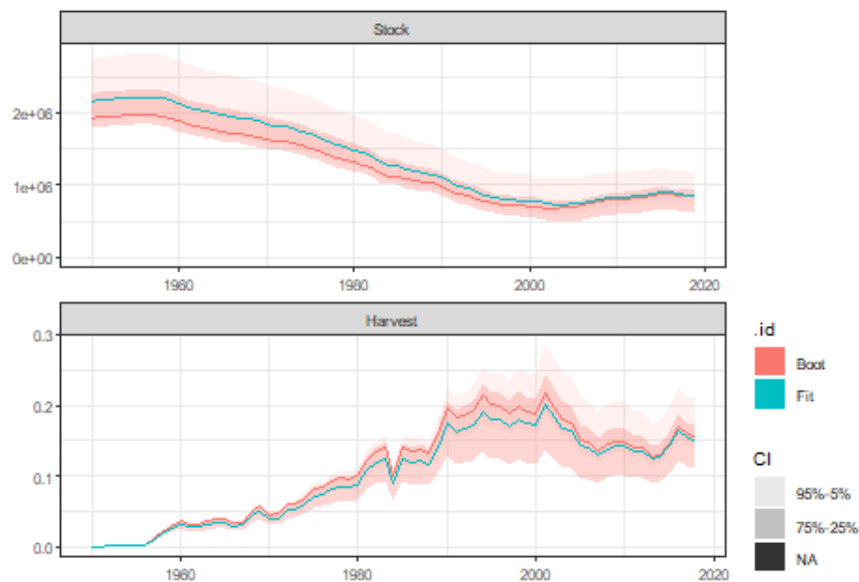 Stock
2e+06
1e+06
0e+00
1960 1980 2000 2020
Harvest
0.3
0.2
0.1
0.0
1960 1980 2000 2020
.id
Boot
Fit
CI
95%-5%
75%-25%
NA